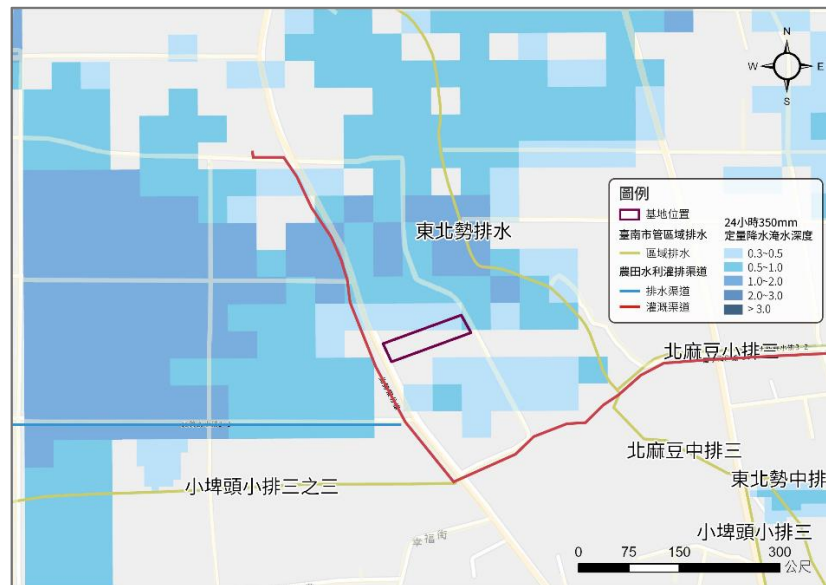 N
W
E
S
圖例
基地位置
臺南市管區域排水
區域排水
農田水利灌排渠道
排水渠道
灌溉渠道
24小時350mm
定量降水淹水深度
0.3~0.5
0.5~1.0
1.0~2.0
2.0~3.0
> 3.0
東北勢排水
北麻豆小排三
北麻豆中排三
東北勢中排
小埤頭小排三之三
小埤頭小排三
幸福街
0
75
150
300
公尺